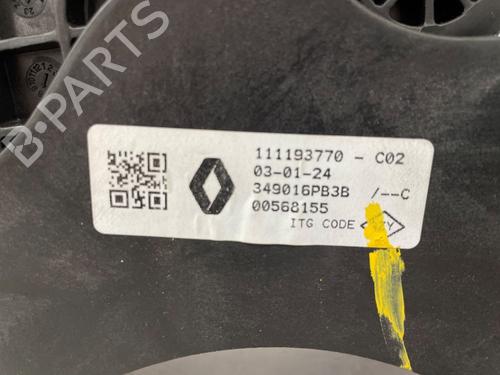 B-PARTS
111193770 - C02
03-01-24
349016PB3B /--C
00568155
ITG CODE